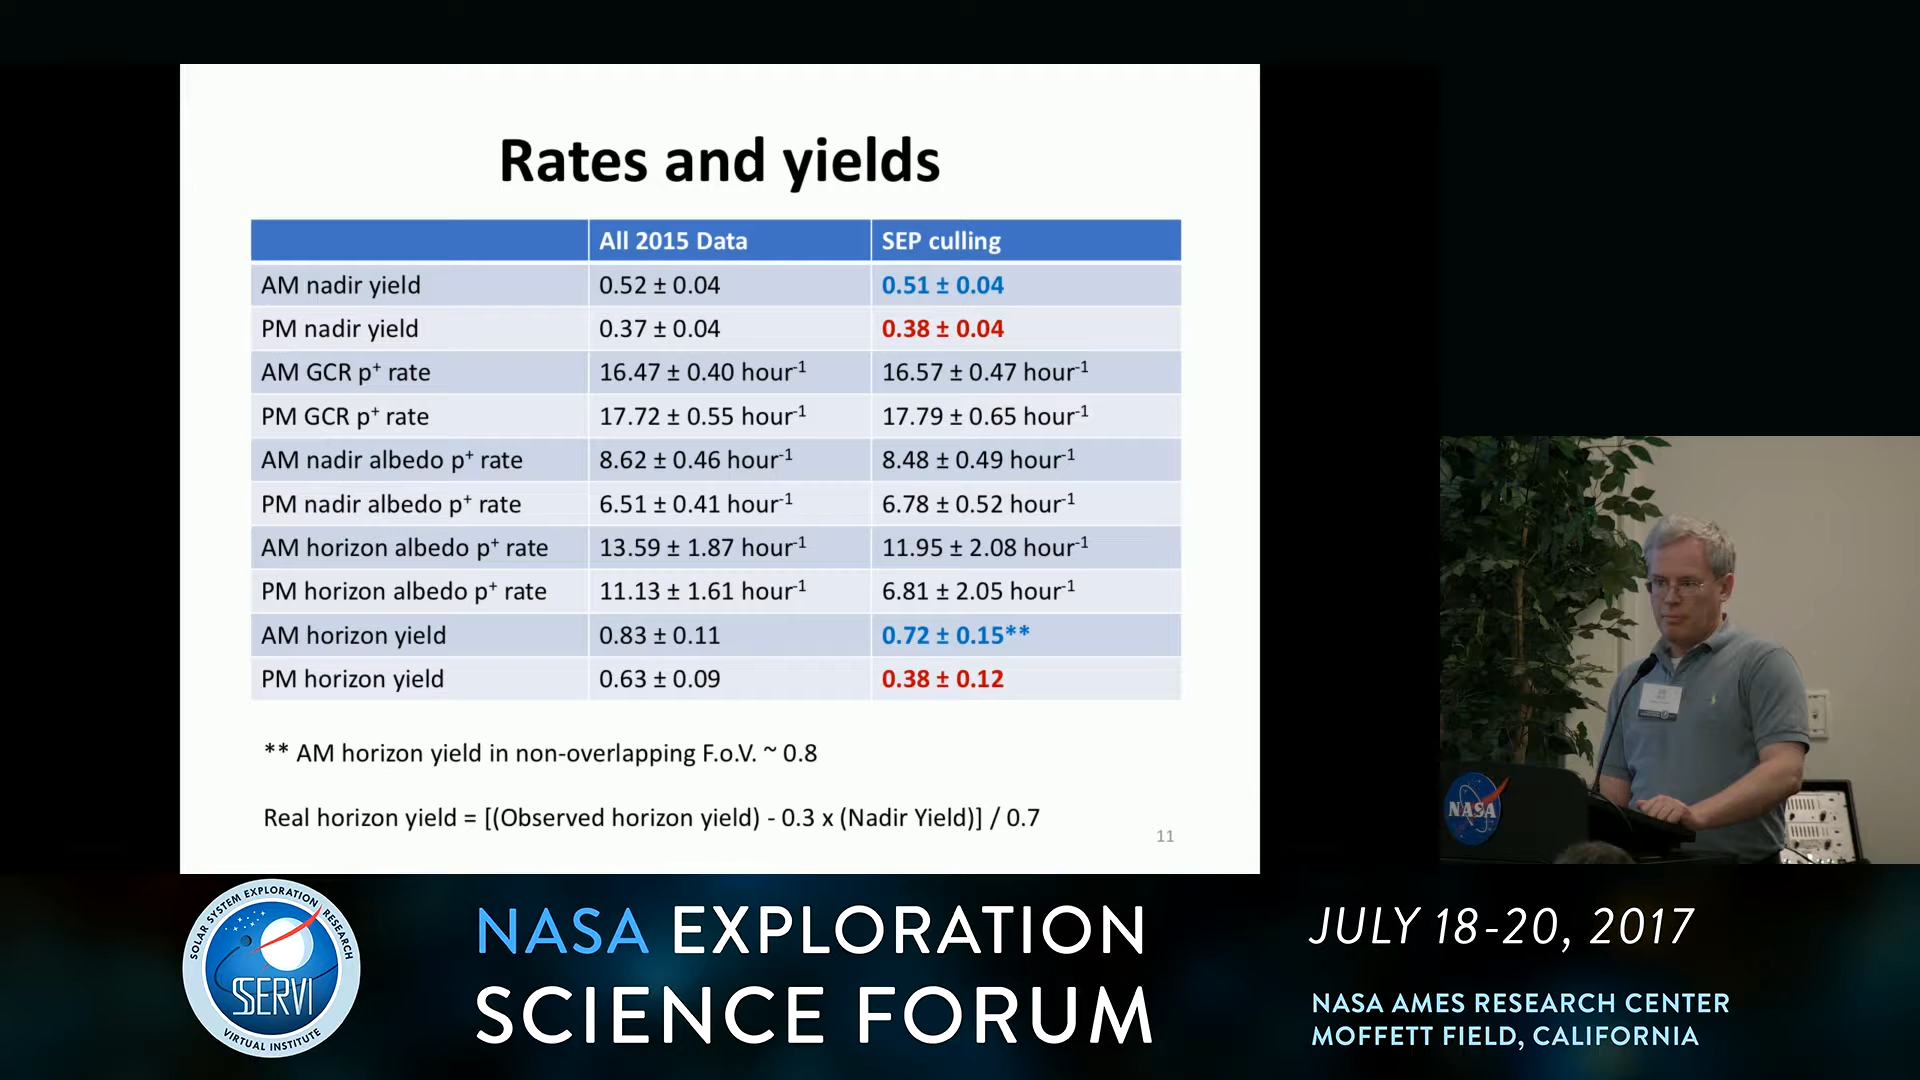 Rates and yields
All 2015 Data SEP culling
AM nadir yield 0.52 ± 0.04 0.51 ± 0.04
PM nadir yield 0.37 ± 0.04 0.38 ± 0.04
AM GCR p⁺ rate 16.47 ± 0.40 hour⁻¹ 16.57 ± 0.47 hour⁻¹
PM GCR p⁺ rate 17.72 ± 0.55 hour⁻¹ 17.79 ± 0.65 hour⁻¹
AM nadir albedo p⁺ rate 8.62 ± 0.46 hour⁻¹ 8.48 ± 0.49 hour⁻¹
PM nadir albedo p⁺ rate 6.51 ± 0.41 hour⁻¹ 6.78 ± 0.52 hour⁻¹
AM horizon albedo p⁺ rate 13.59 ± 1.87 hour⁻¹ 11.95 ± 2.08 hour⁻¹
PM horizon albedo p⁺ rate 11.13 ± 1.61 hour⁻¹ 6.81 ± 2.05 hour⁻¹
AM horizon yield 0.83 ± 0.11 0.72 ± 0.15**
PM horizon yield 0.63 ± 0.09 0.38 ± 0.12
** AM horizon yield in non-overlapping F.o.V. ~ 0.8
Real horizon yield = [(Observed horizon yield) - 0.3 x (Nadir Yield)] / 0.7
11
NASA
SOLAR SYSTEM EXPLORATION RESEARCH
SSERVI
VIRTUAL INSTITUTE
NASA EXPLORATION
SCIENCE FORUM
JULY 18-20, 2017
NASA AMES RESEARCH CENTER
MOFFETT FIELD, CALIFORNIA